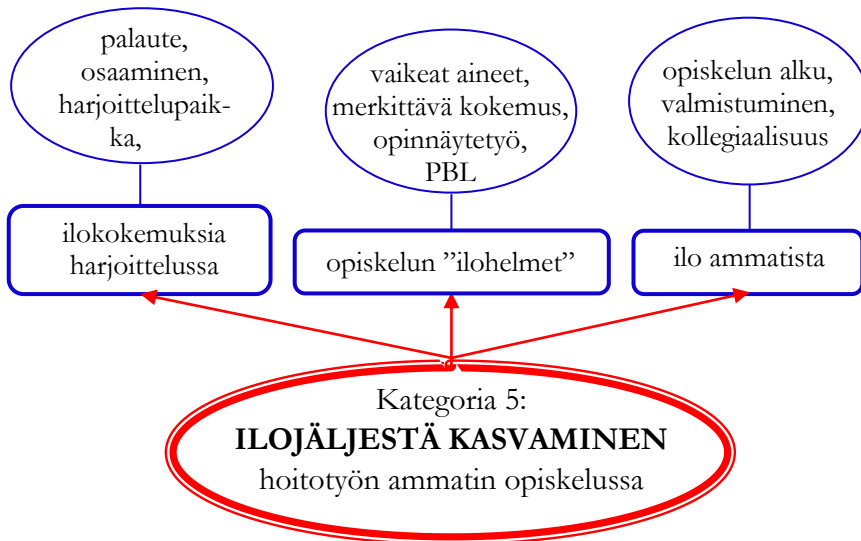 palaute,
osaaminen,
harjoittelupaik-
ka,
vaikeat aineet,
merkittävä kokemus,
opinnäytetyö,
PBL
opiskelun alku,
valmistuminen,
kollegiaalisuus
ilokokemuksia
harjoittelussa
opiskelun ”ilohelmet”
ilo ammatista
Kategoria 5:
ILOJÄLJESTÄ KASVAMINEN
hoitotyön ammatin opiskelussa